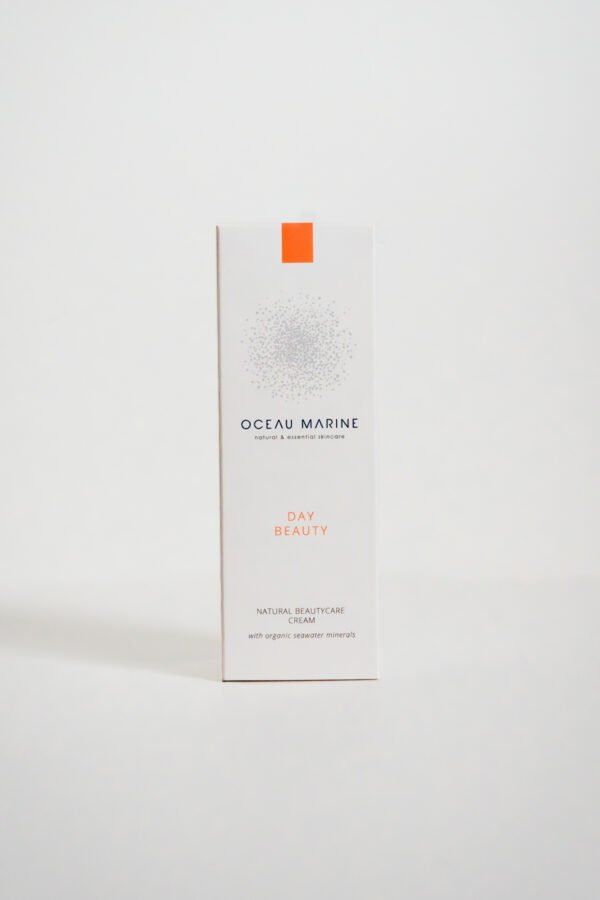 OCEAU MARINE
natural & essential skincare
DAY
BEAUTY
NATURAL BEAUTYCARE
CREAM
with organic seawater minerals